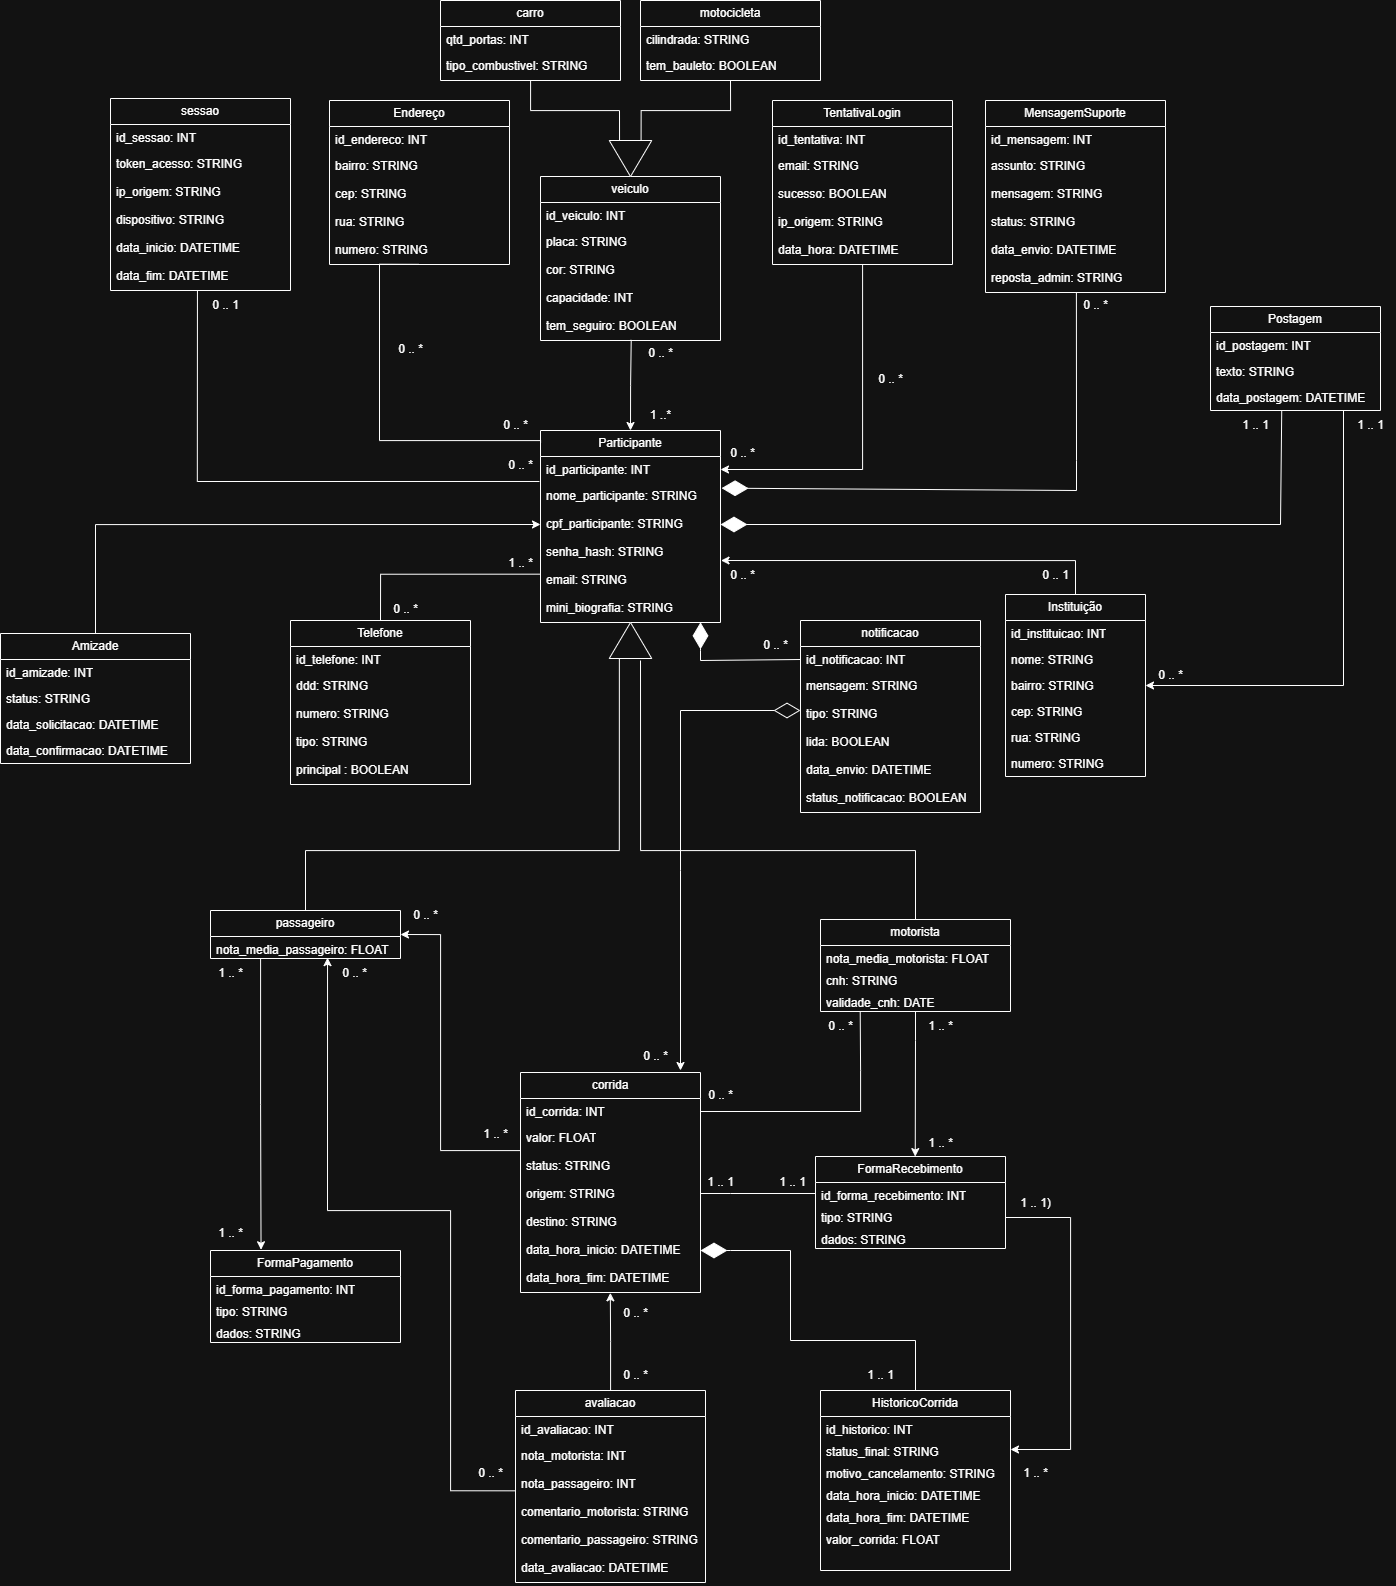 carro
qtd_portas: INT
tipo_combustivel: STRING
motocicleta
cilindrada: STRING
tem_bauleto: BOOLEAN
sessao
id_sessao: INT
token_acesso: STRING
ip_origem: STRING
dispositivo: STRING
data_inicio: DATETIME
data_fim: DATETIME
0 .. 1
Endereço
id_endereco: INT
bairro: STRING
cep: STRING
rua: STRING
numero: STRING
0 .. *
veiculo
id_veiculo: INT
placa: STRING
cor: STRING
capacidade: INT
tem_seguiro: BOOLEAN
0 .. *
1 ..*
TentativaLogin
id_tentativa: INT
email: STRING
sucesso: BOOLEAN
ip_origem: STRING
data_hora: DATETIME
0 .. *
MensagemSuporte
id_mensagem: INT
assunto: STRING
mensagem: STRING
status: STRING
data_envio: DATETIME
reposta_admin: STRING
0 .. *
Postagem
id_postagem: INT
texto: STRING
data_postagem: DATETIME
1 .. 1
1 .. 1
0 .. *
0 .. *
1 .. *
Participante
id_participante: INT
nome_participante: STRING
cpf_participante: STRING
senha_hash: STRING
email: STRING
mini_biografia: STRING
0 .. *
0 .. *
0 .. 1
Instituição
id_instituicao: INT
nome: STRING
bairro: STRING
cep: STRING
rua: STRING
numero: STRING
0 .. *
Amizade
id_amizade: INT
status: STRING
data_solicitacao: DATETIME
data_confirmacao: DATETIME
0 .. *
Telefone
id_telefone: INT
ddd: STRING
numero: STRING
tipo: STRING
principal : BOOLEAN
0 .. *
notificacao
id_notificacao: INT
mensagem: STRING
tipo: STRING
lida: BOOLEAN
data_envio: DATETIME
status_notificacao: BOOLEAN
passageiro
nota_media_passageiro: FLOAT
0 .. *
1 .. *
0 .. *
motorista
nota_media_motorista: FLOAT
cnh: STRING
validade_cnh: DATE
0 .. *
1 .. *
0 .. *
0 .. *
1 .. *
corrida
id_corrida: INT
valor: FLOAT
status: STRING
origem: STRING
destino: STRING
data_hora_inicio: DATETIME
data_hora_fim: DATETIME
1 .. 1
1 .. 1
1 .. *
FormaRecebimento
id_forma_recebimento: INT
tipo: STRING
dados: STRING
1 .. 1)
1 .. *
FormaPagamento
id_forma_pagamento: INT
tipo: STRING
dados: STRING
0 .. *
0 .. *
0 .. *
avaliacao
id_avaliacao: INT
nota_motorista: INT
nota_passageiro: INT
comentario_motorista: STRING
comentario_passageiro: STRING
data_avaliacao: DATETIME
1 .. 1
HistoricoCorrida
id_historico: INT
status_final: STRING
motivo_cancelamento: STRING
data_hora_inicio: DATETIME
data_hora_fim: DATETIME
valor_corrida: FLOAT
1 .. *